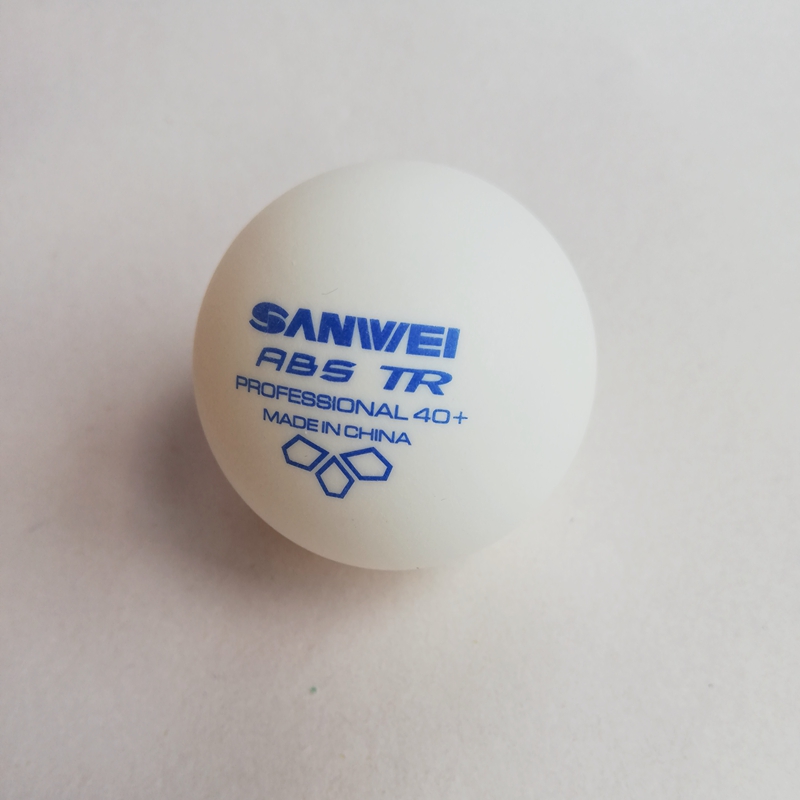 SANWEI
ABS TR
PROFESSIONAL 40+
MADE IN CHINA